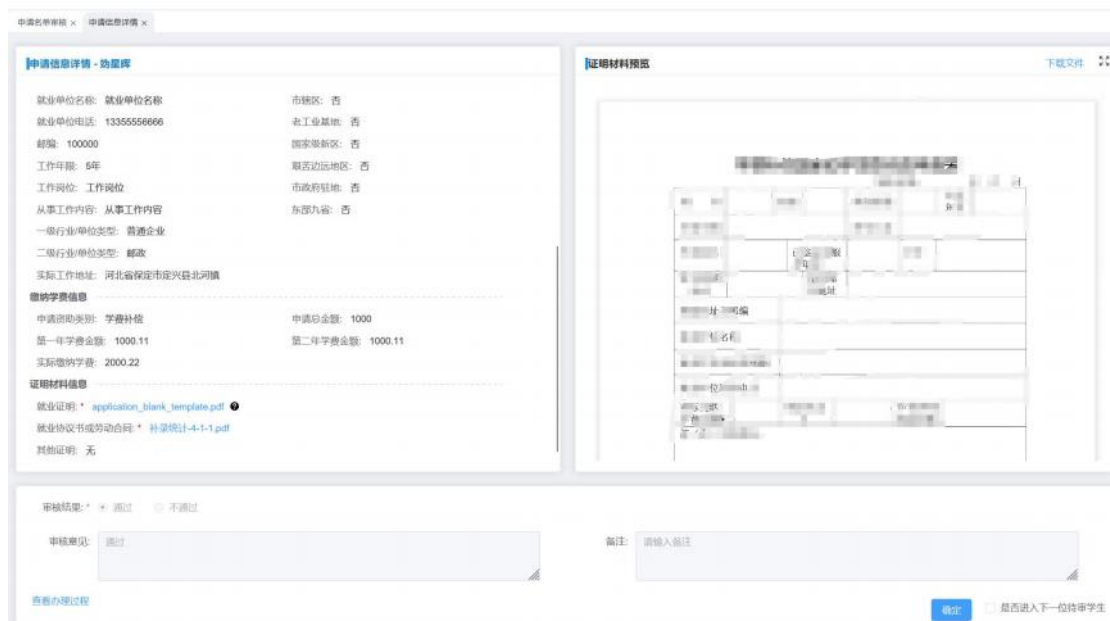 申请名单审核 ×
申请信息详情 ×
申请信息详情 - 劲星辉
就业单位名称: 就业单位名称
市辖区: 否
就业单位电话: 13355556666
老工业基地: 否
邮编: 100000
国家级新区: 否
工作年限: 5年
艰苦边远地区: 否
工作岗位: 工作岗位
市政府驻地: 否
从事工作内容: 从事工作内容
东部九省: 否
一级行业/单位类型: 普通企业
二级行业/单位类型: 邮政
实际工作地址: 河北省保定市定兴县北河镇
缴纳学费信息
申请资助类别: 学费补偿
申请总金额: 1000
第一年学费金额: 1000.11
第二年学费金额: 1000.11
实际缴纳学费: 2000.22
证明材料信息
就业证明: * application_blank_template.pdf
就业协议书或劳动合同: * 补录统计-4-1-1.pdf
其他证明: 无
证明材料预览
下载文件
审核结果: * 通过 不通过
审核意见: 通过
备注: 请输入备注
查看办理过程
确定
是否进入下一位待审学生